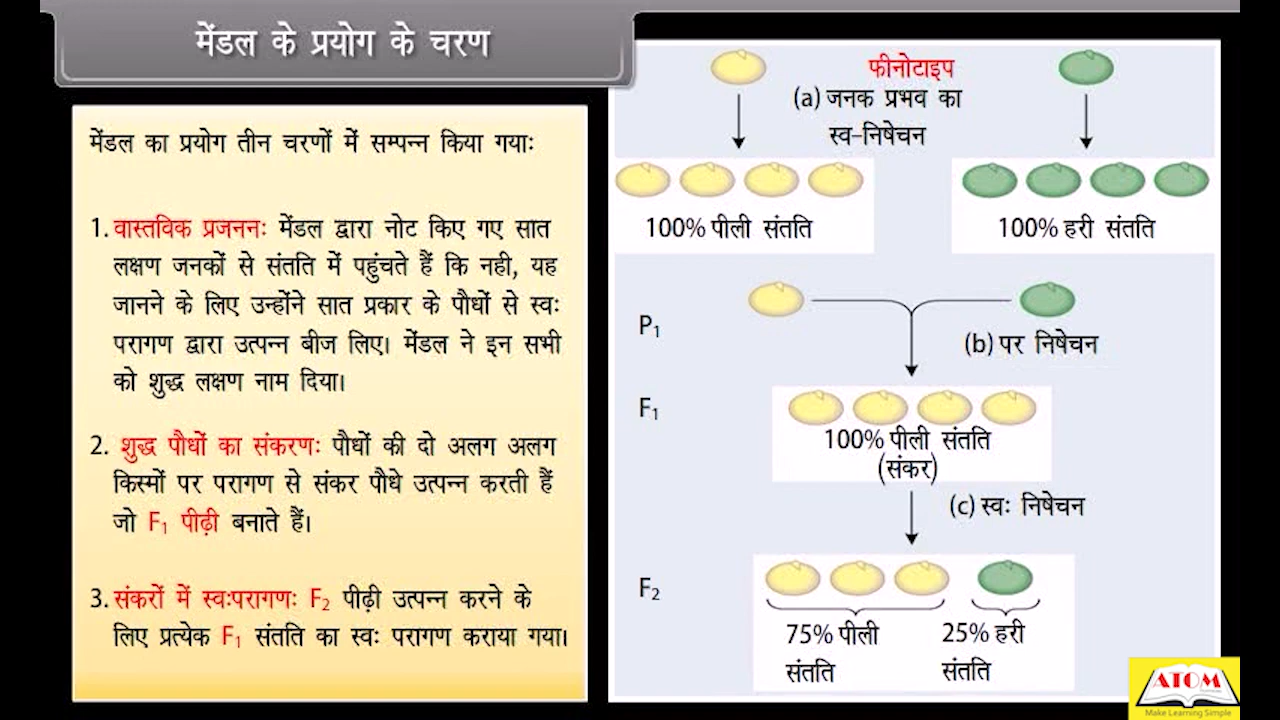 मेंडल के प्रयोग के चरण
मेंडल का प्रयोग तीन चरणों में सम्पन्न किया गयाः
1. वास्तविक प्रजननः मेंडल द्वारा नोट किए गए सात
लक्षण जनकों से संतति में पहुंचते हैं कि नही, यह
जानने के लिए उन्होंने सात प्रकार के पौधों से स्वः
परागण द्वारा उत्पन्न बीज लिए। मेंडल ने इन सभी
को शुद्ध लक्षण नाम दिया।
2. शुद्ध पौधों का संकरणः पौधों की दो अलग अलग
किस्मों पर परागण से संकर पौधे उत्पन्न करती हैं
जो F₁ पीढ़ी बनाते हैं।
3. संकरों में स्वःपरागणः F₂ पीढ़ी उत्पन्न करने के
लिए प्रत्येक F₁ संतति का स्वः परागण कराया गया।
फीनोटाइप
(a) जनक प्रभव का
स्व-निषेचन
100% पीली संतति
100% हरी संतति
P₁
(b) पर निषेचन
F₁
100% पीली संतति
(संकर)
(c) स्वः निषेचन
F₂
75% पीली
संतति
25% हरी
संतति
ATOM
Make Learning Simple